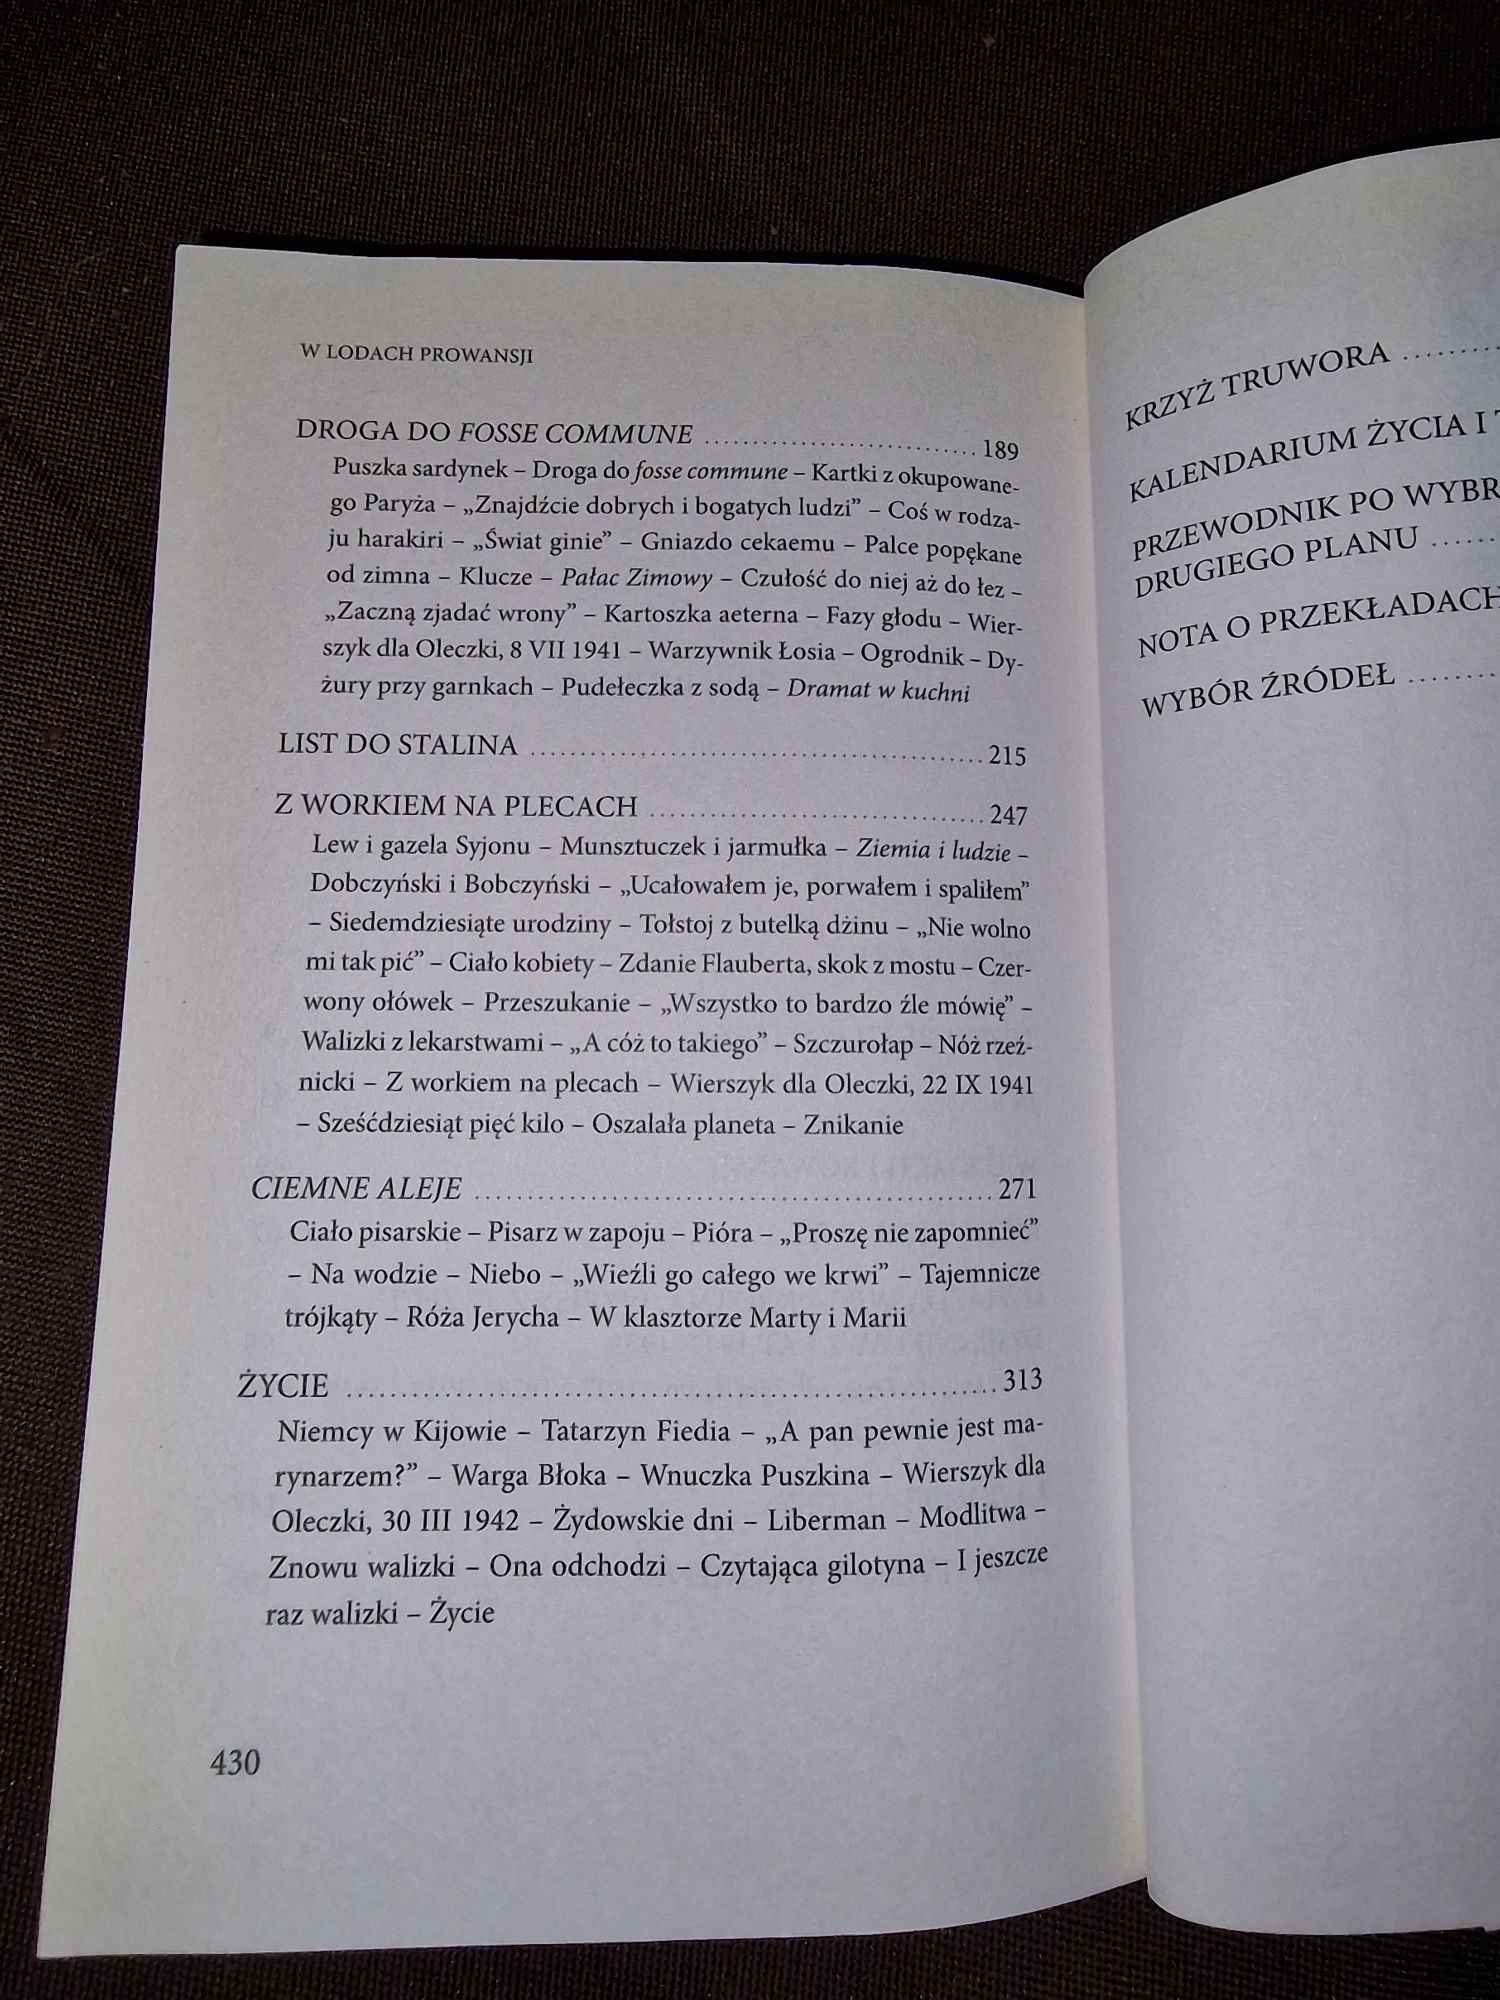 W LODACH PROWANSJI
DROGA DO FOSSE COMMUNE ............................ 189
Puszka sardynek – Droga do fosse commune – Kartki z okupowane-
go Paryża – „Znajdźcie dobrych i bogatych ludzi” – Coś w rodza-
ju harakiri – „Świat ginie” – Gniazdo cekaemu – Palce popękane
od zimna – Klucze – Pałac Zimowy – Czułość do niej aż do łez –
„Zaczną zjadać wrony” – Kartoszka aeterna – Fazy głodu – Wier-
szyk dla Oleczki, 8 VII 1941 – Warzywnik Łosia – Ogrodnik – Dy-
żury przy garnkach – Pudełeczka z sodą – Dramat w kuchni
LIST DO STALINA ............................ 215
Z WORKIEM NA PLECACH ............................ 247
Lew i gazela Syjonu – Munsztuczek i jarmułka – Ziemia i ludzie –
Dobczyński i Bobczyński – „Ucałowałem je, porwałem i spaliłem”
– Siedemdziesiąte urodziny – Tołstoj z butelką dżinu – „Nie wolno
mi tak pić” – Ciało kobiety – Zdanie Flauberta, skok z mostu – Czer-
wony ołówek – Przeszukanie – „Wszystko to bardzo źle mówię” –
Walizki z lekarstwami – „A cóż to takiego” – Szczurołap – Nóż rzeź-
nicki – Z workiem na plecach – Wierszyk dla Oleczki, 22 IX 1941
– Sześćdziesiąt pięć kilo – Oszalała planeta – Znikanie
CIEMNE ALEJE ............................ 271
Ciało pisarskie – Pisarz w zapoju – Pióra – „Proszę nie zapomnieć”
– Na wodzie – Niebo – „Wieźli go całego we krwi” – Tajemnicze
trójkąty – Róża Jerycha – W klasztorze Marty i Marii
ŻYCIE ............................ 313
Niemcy w Kijowie – Tatarzyn Fiedia – „A pan pewnie jest ma-
rynarzem?” – Warga Błoka – Wnuczka Puszkina – Wierszyk dla
Oleczki, 30 III 1942 – Żydowskie dni – Liberman – Modlitwa –
Znowu walizki – Ona odchodzi – Czytająca gilotyna – I jeszcze
raz walizki – Życie
430
KRZYŻ TRUWORA .........
KALENDARIUM ŻYCIA I
PRZEWODNIK PO
DRUGIEGO PLANU ......
NOTA O PRZEKŁADACH
WYBÓR ŹRÓDEŁ ........